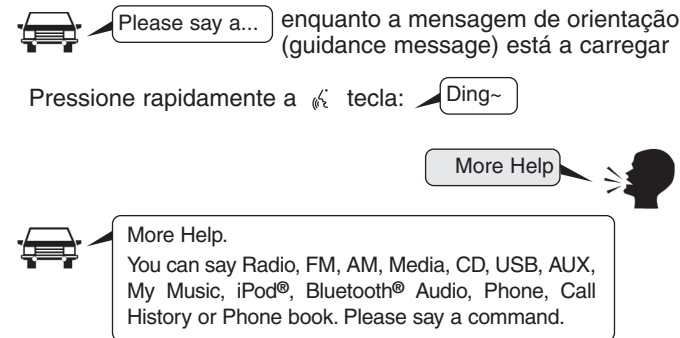 Please say a... enquanto a mensagem de orientação
(guidance message) está a carregar
Pressione rapidamente a tecla: Ding~
More Help
More Help.
You can say Radio, FM, AM, Media, CD, USB, AUX,
My Music, iPod®, Bluetooth® Audio, Phone, Call
History or Phone book. Please say a command.